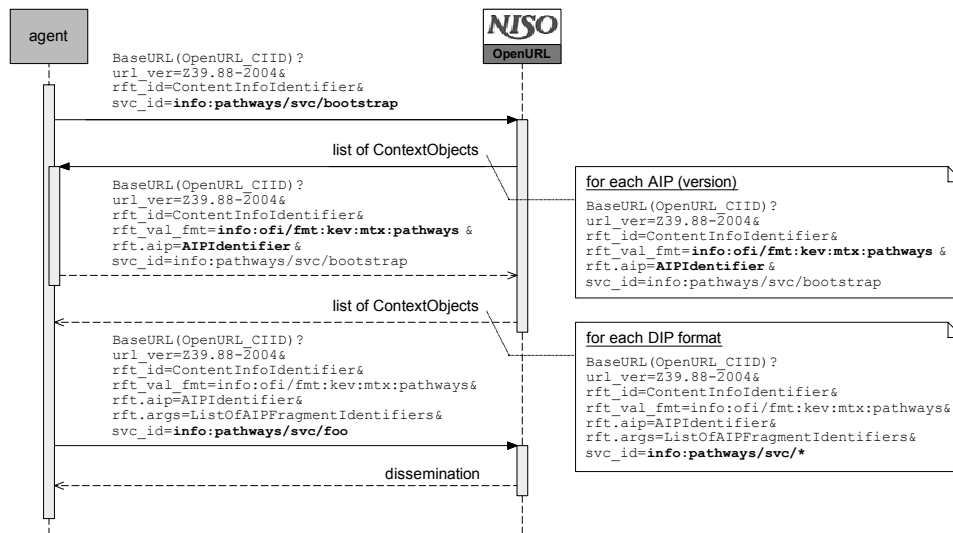 agent
NISO
OpenURL
BaseURL(OpenURL_CIID)?
url_ver=Z39.88-2004&
rft_id=ContentInfoIdentifier&
svc_id=info:pathways/svc/bootstrap
list of ContextObjects
BaseURL(OpenURL_CIID)?
url_ver=Z39.88-2004&
rft_id=ContentInfoIdentifier&
rft_val_fmt=info:ofi/fmt:kev:mtx:pathways &
rft.aip=AIPIdentifier &
svc_id=info:pathways/svc/bootstrap
for each AIP (version)
BaseURL(OpenURL_CIID)?
url_ver=Z39.88-2004&
rft_id=ContentInfoIdentifier&
rft_val_fmt=info:ofi/fmt:kev:mtx:pathways &
rft.aip=AIPIdentifier &
svc_id=info:pathways/svc/bootstrap
list of ContextObjects
BaseURL(OpenURL_CIID)?
url_ver=Z39.88-2004&
rft_id=ContentInfoIdentifier&
rft_val_fmt=info:ofi/fmt:kev:mtx:pathways&
rft.aip=AIPIdentifier&
rft.args=ListOfAIPFragmentIdentifiers&
svc_id=info:pathways/svc/foo
for each DIP format
BaseURL(OpenURL_CIID)?
url_ver=Z39.88-2004&
rft_id=ContentInfoIdentifier&
rft_val_fmt=info:ofi/fmt:kev:mtx:pathways&
rft.aip=AIPIdentifier&
rft.args=ListOfAIPFragmentIdentifiers&
svc_id=info:pathways/svc/*
dissemination